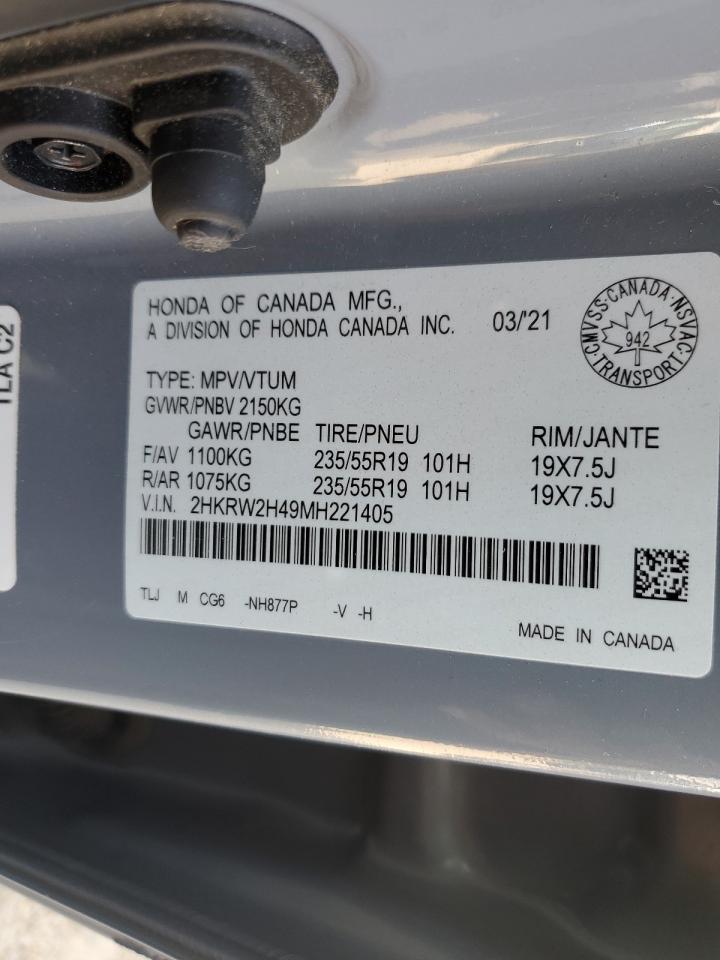 TLA C2
HONDA OF CANADA MFG.,
A DIVISION OF HONDA CANADA INC. 03/'21
CMVSS·CANADA·NSVAC·TRANSPORT·
942
TYPE: MPV/VTUM
GVWR/PNBV 2150KG
GAWR/PNBE TIRE/PNEU RIM/JANTE
F/AV 1100KG 235/55R19 101H 19X7.5J
R/AR 1075KG 235/55R19 101H 19X7.5J
V.I.N. 2HKRW2H49MH221405
TLJ M CG6 -NH877P -V -H
MADE IN CANADA